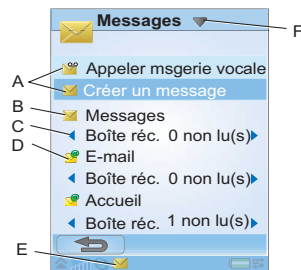 Messages
F
A
Appeler msgerie vocale
Créer un message
B
Messages
C
Boîte réc. 0 non lu(s)
D
E-mail
Boîte réc. 0 non lu(s)
Accueil
Boîte réc. 1 non lu(s)
E